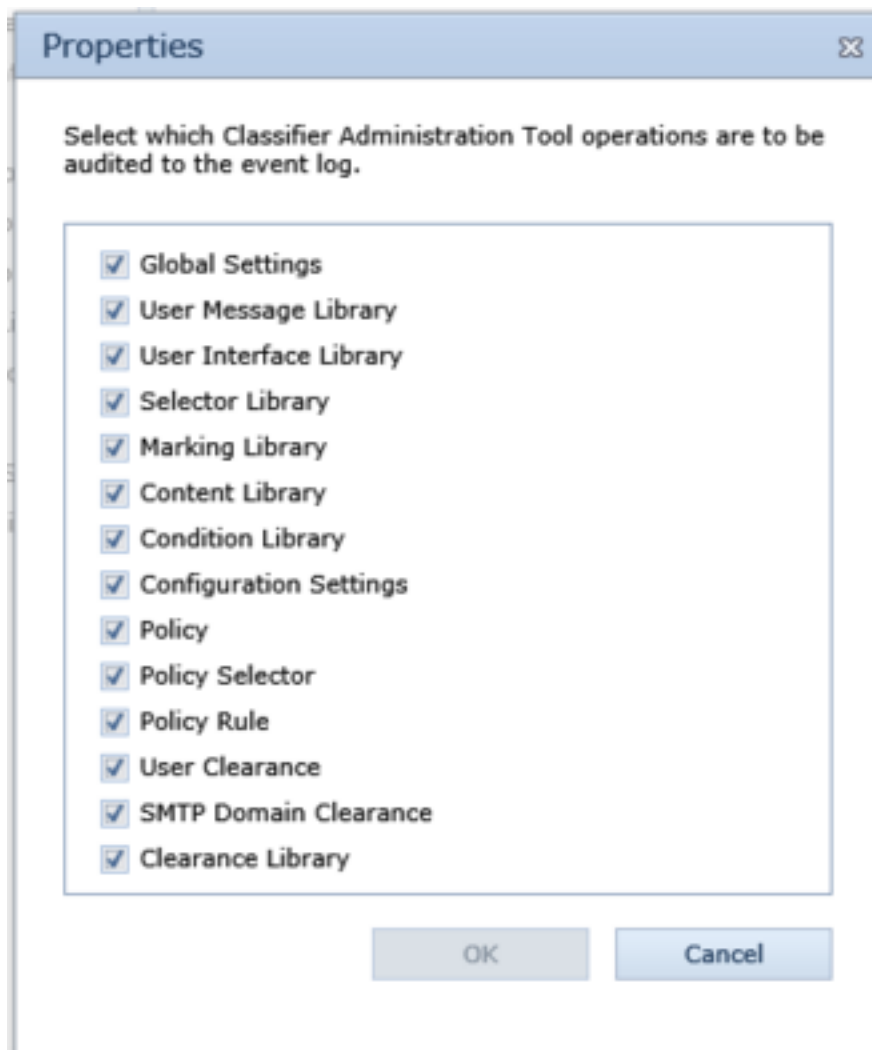 Properties
Select which Classifier Administration Tool operations are to be
audited to the event log.
Global Settings
User Message Library
User Interface Library
Selector Library
Marking Library
Content Library
Condition Library
Configuration Settings
Policy
Policy Selector
Policy Rule
User Clearance
SMTP Domain Clearance
Clearance Library
OK
Cancel